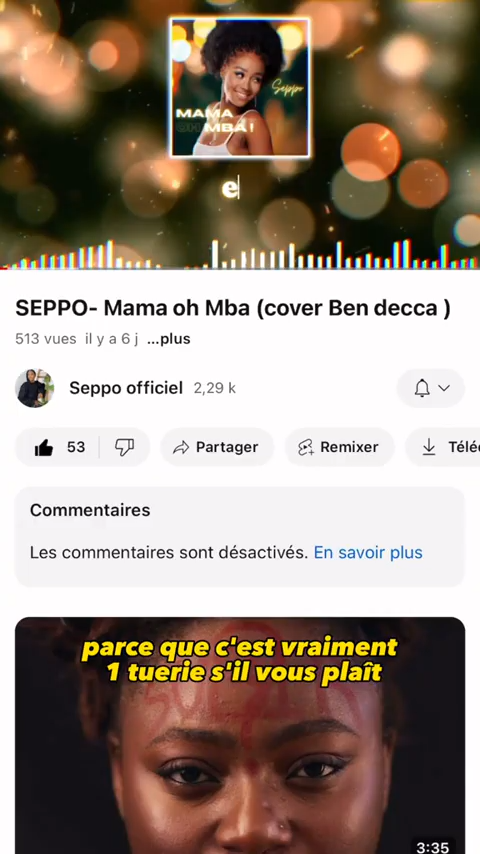 Seppo
MAMA
OH MBA!
e
SEPPO- Mama oh Mba (cover Ben decca )
513 vues il y a 6 j ...plus
Seppo officiel 2,29 k
53 Partager Remixer Télé
Commentaires
Les commentaires sont désactivés. En savoir plus
parce que c'est vraiment
1 tuerie s'il vous plaît
3:35